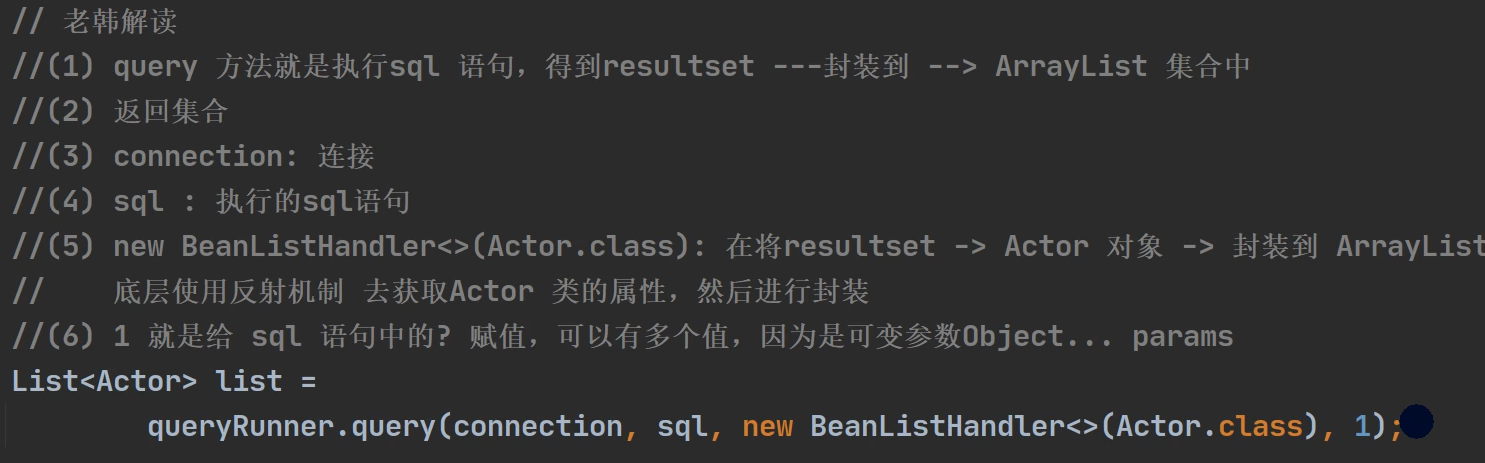 // 老韩解读
//(1) query 方法就是执行sql 语句，得到resultset ---封装到 --> ArrayList 集合中
//(2) 返回集合
//(3) connection: 连接
//(4) sql : 执行的sql语句
//(5) new BeanListHandler<>(Actor.class): 在将resultset -> Actor 对象 -> 封装到 ArrayList
//    底层使用反射机制 去获取Actor 类的属性，然后进行封装
//(6) 1 就是给 sql 语句中的? 赋值，可以有多个值，因为是可变参数Object... params
List<Actor> list =
        queryRunner.query(connection, sql, new BeanListHandler<>(Actor.class), 1);